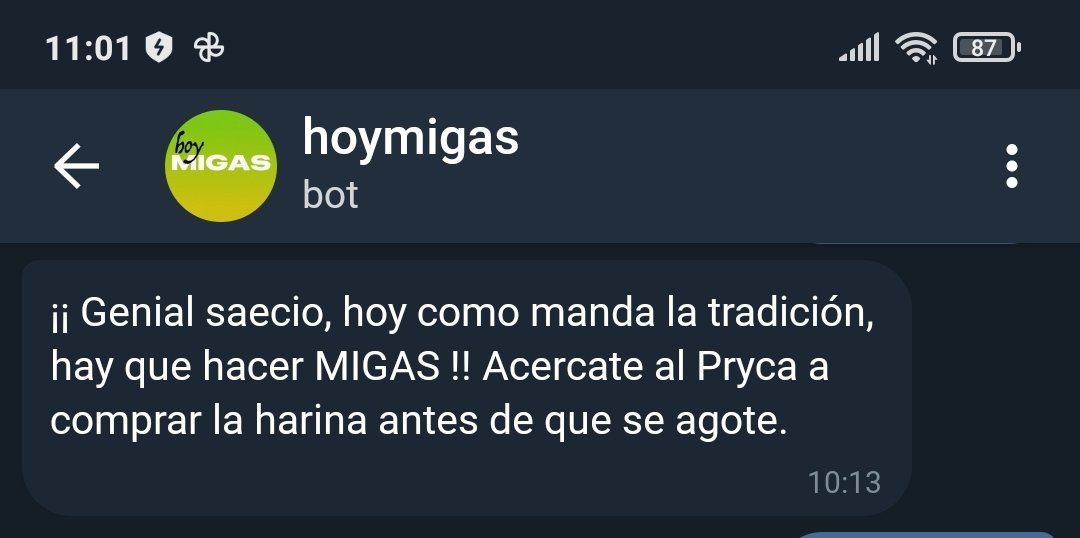 11:01
87
hoy
MIGAS
hoymigas
bot
¡¡ Genial saecio, hoy como manda la tradición,
hay que hacer MIGAS !! Acercate al Pryca a
comprar la harina antes de que se agote.
10:13